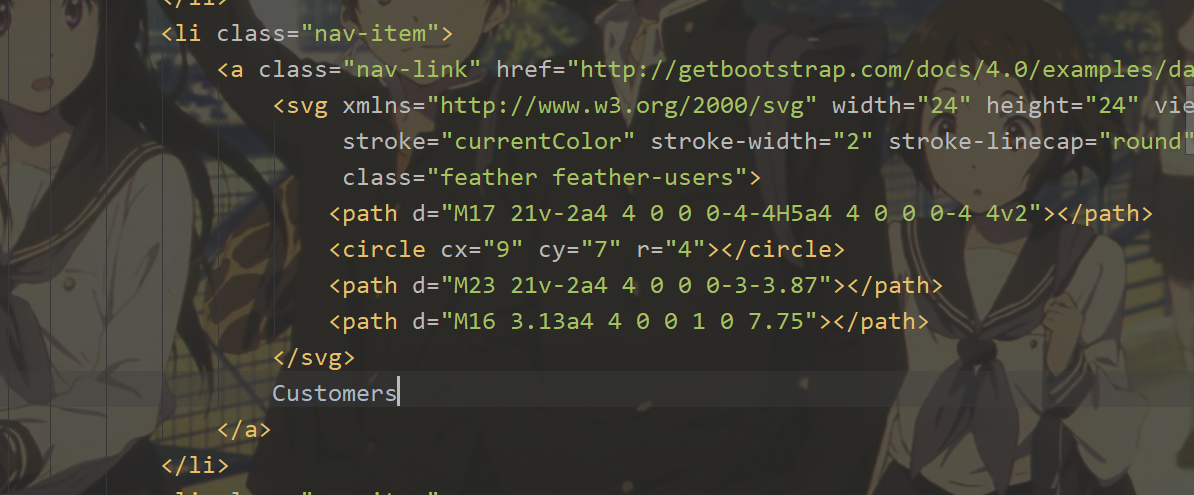 </li>
<li class="nav-item">
<a class="nav-link" href="http://getbootstrap.com/docs/4.0/examples/da
<svg xmlns="http://www.w3.org/2000/svg" width="24" height="24" vie
stroke="currentColor" stroke-width="2" stroke-linecap="round"
class="feather feather-users">
<path d="M17 21v-2a4 4 0 0 0-4-4H5a4 4 0 0 0-4 4v2"></path>
<circle cx="9" cy="7" r="4"></circle>
<path d="M23 21v-2a4 4 0 0 0-3-3.87"></path>
<path d="M16 3.13a4 4 0 0 1 0 7.75"></path>
</svg>
Customers
</a>
</li>